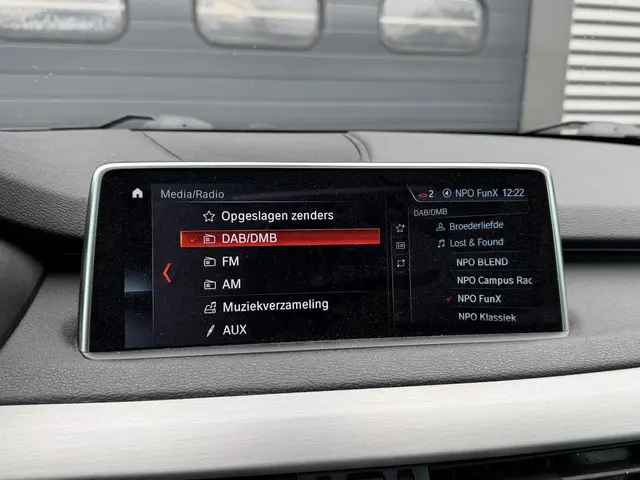 Media/Radio
2 NPO FunX 12:22
Opgeslagen zenders
DAB/DMB
FM
AM
Muziekverzameling
AUX
DAB/DMB
Broederliefde
Lost & Found
NPO BLEND
NPO Campus Rac
NPO FunX
NPO Klassiek